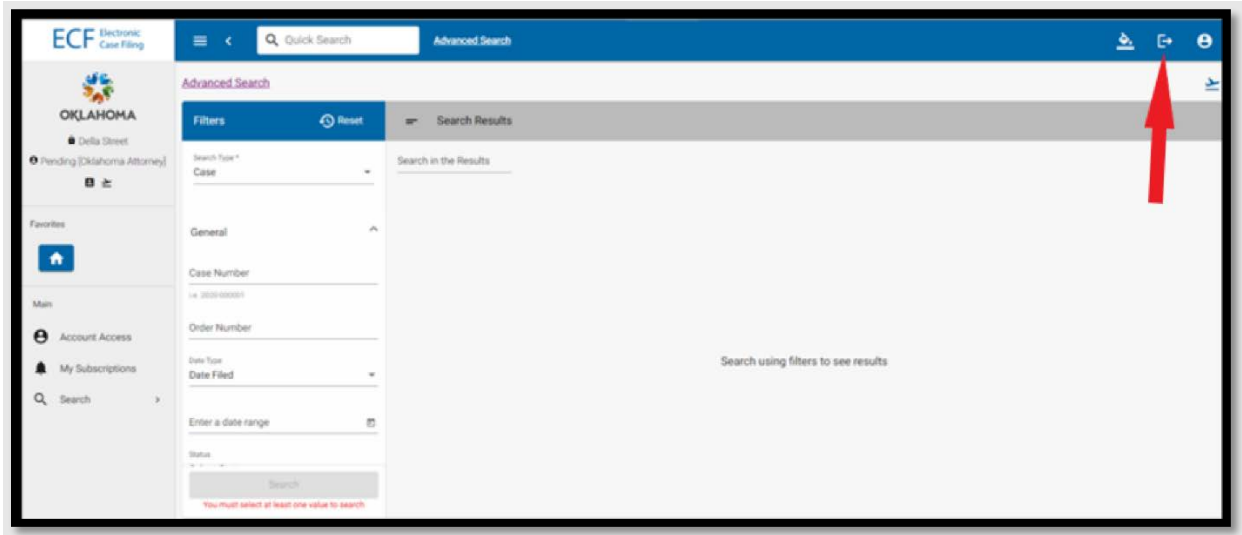 ECF Electronic
Case Filing
Quick Search
Advanced Search
OKLAHOMA
Della Street
Pending [Oklahoma Attorney]
Favorites
Main
Account Access
My Subscriptions
Search
Advanced Search
Filters
Reset
Search Type *
Case
General
Case Number
i.e. 2020-000001
Order Number
Date Type
Date Filed
Enter a date range
Status
Search
You must select at least one value to search
Search Results
Search in the Results
Search using filters to see results